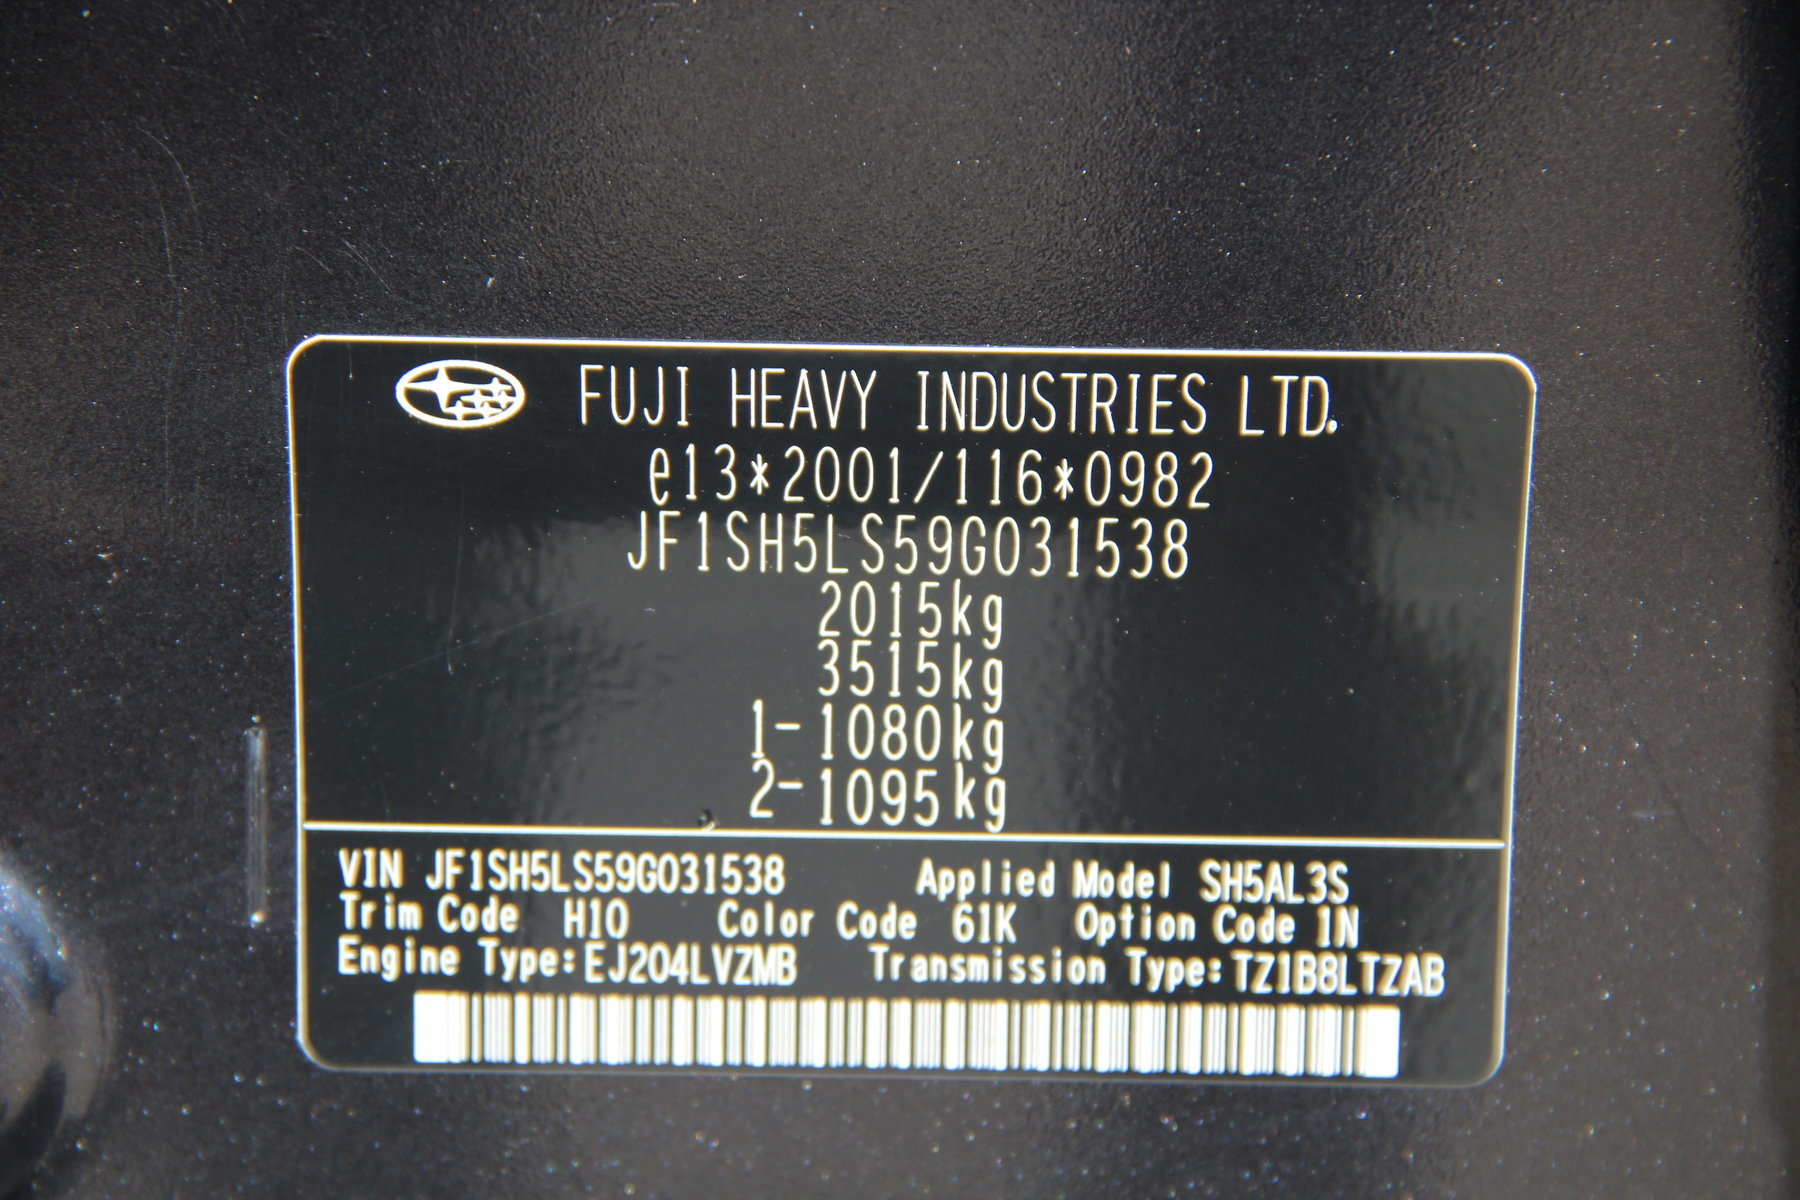 FUJI HEAVY INDUSTRIES LTD.
e13*2001/116*0982
JF1SH5LS59G031538
2015kg
3515kg
1-1080kg
2-1095kg
VIN JF1SH5LS59G031538 Applied Model SH5AL3S
Trim Code H10 Color Code 61K Option Code 1N
Engine Type:EJ204LVZMB Transmission Type:TZ1B8LTZAB